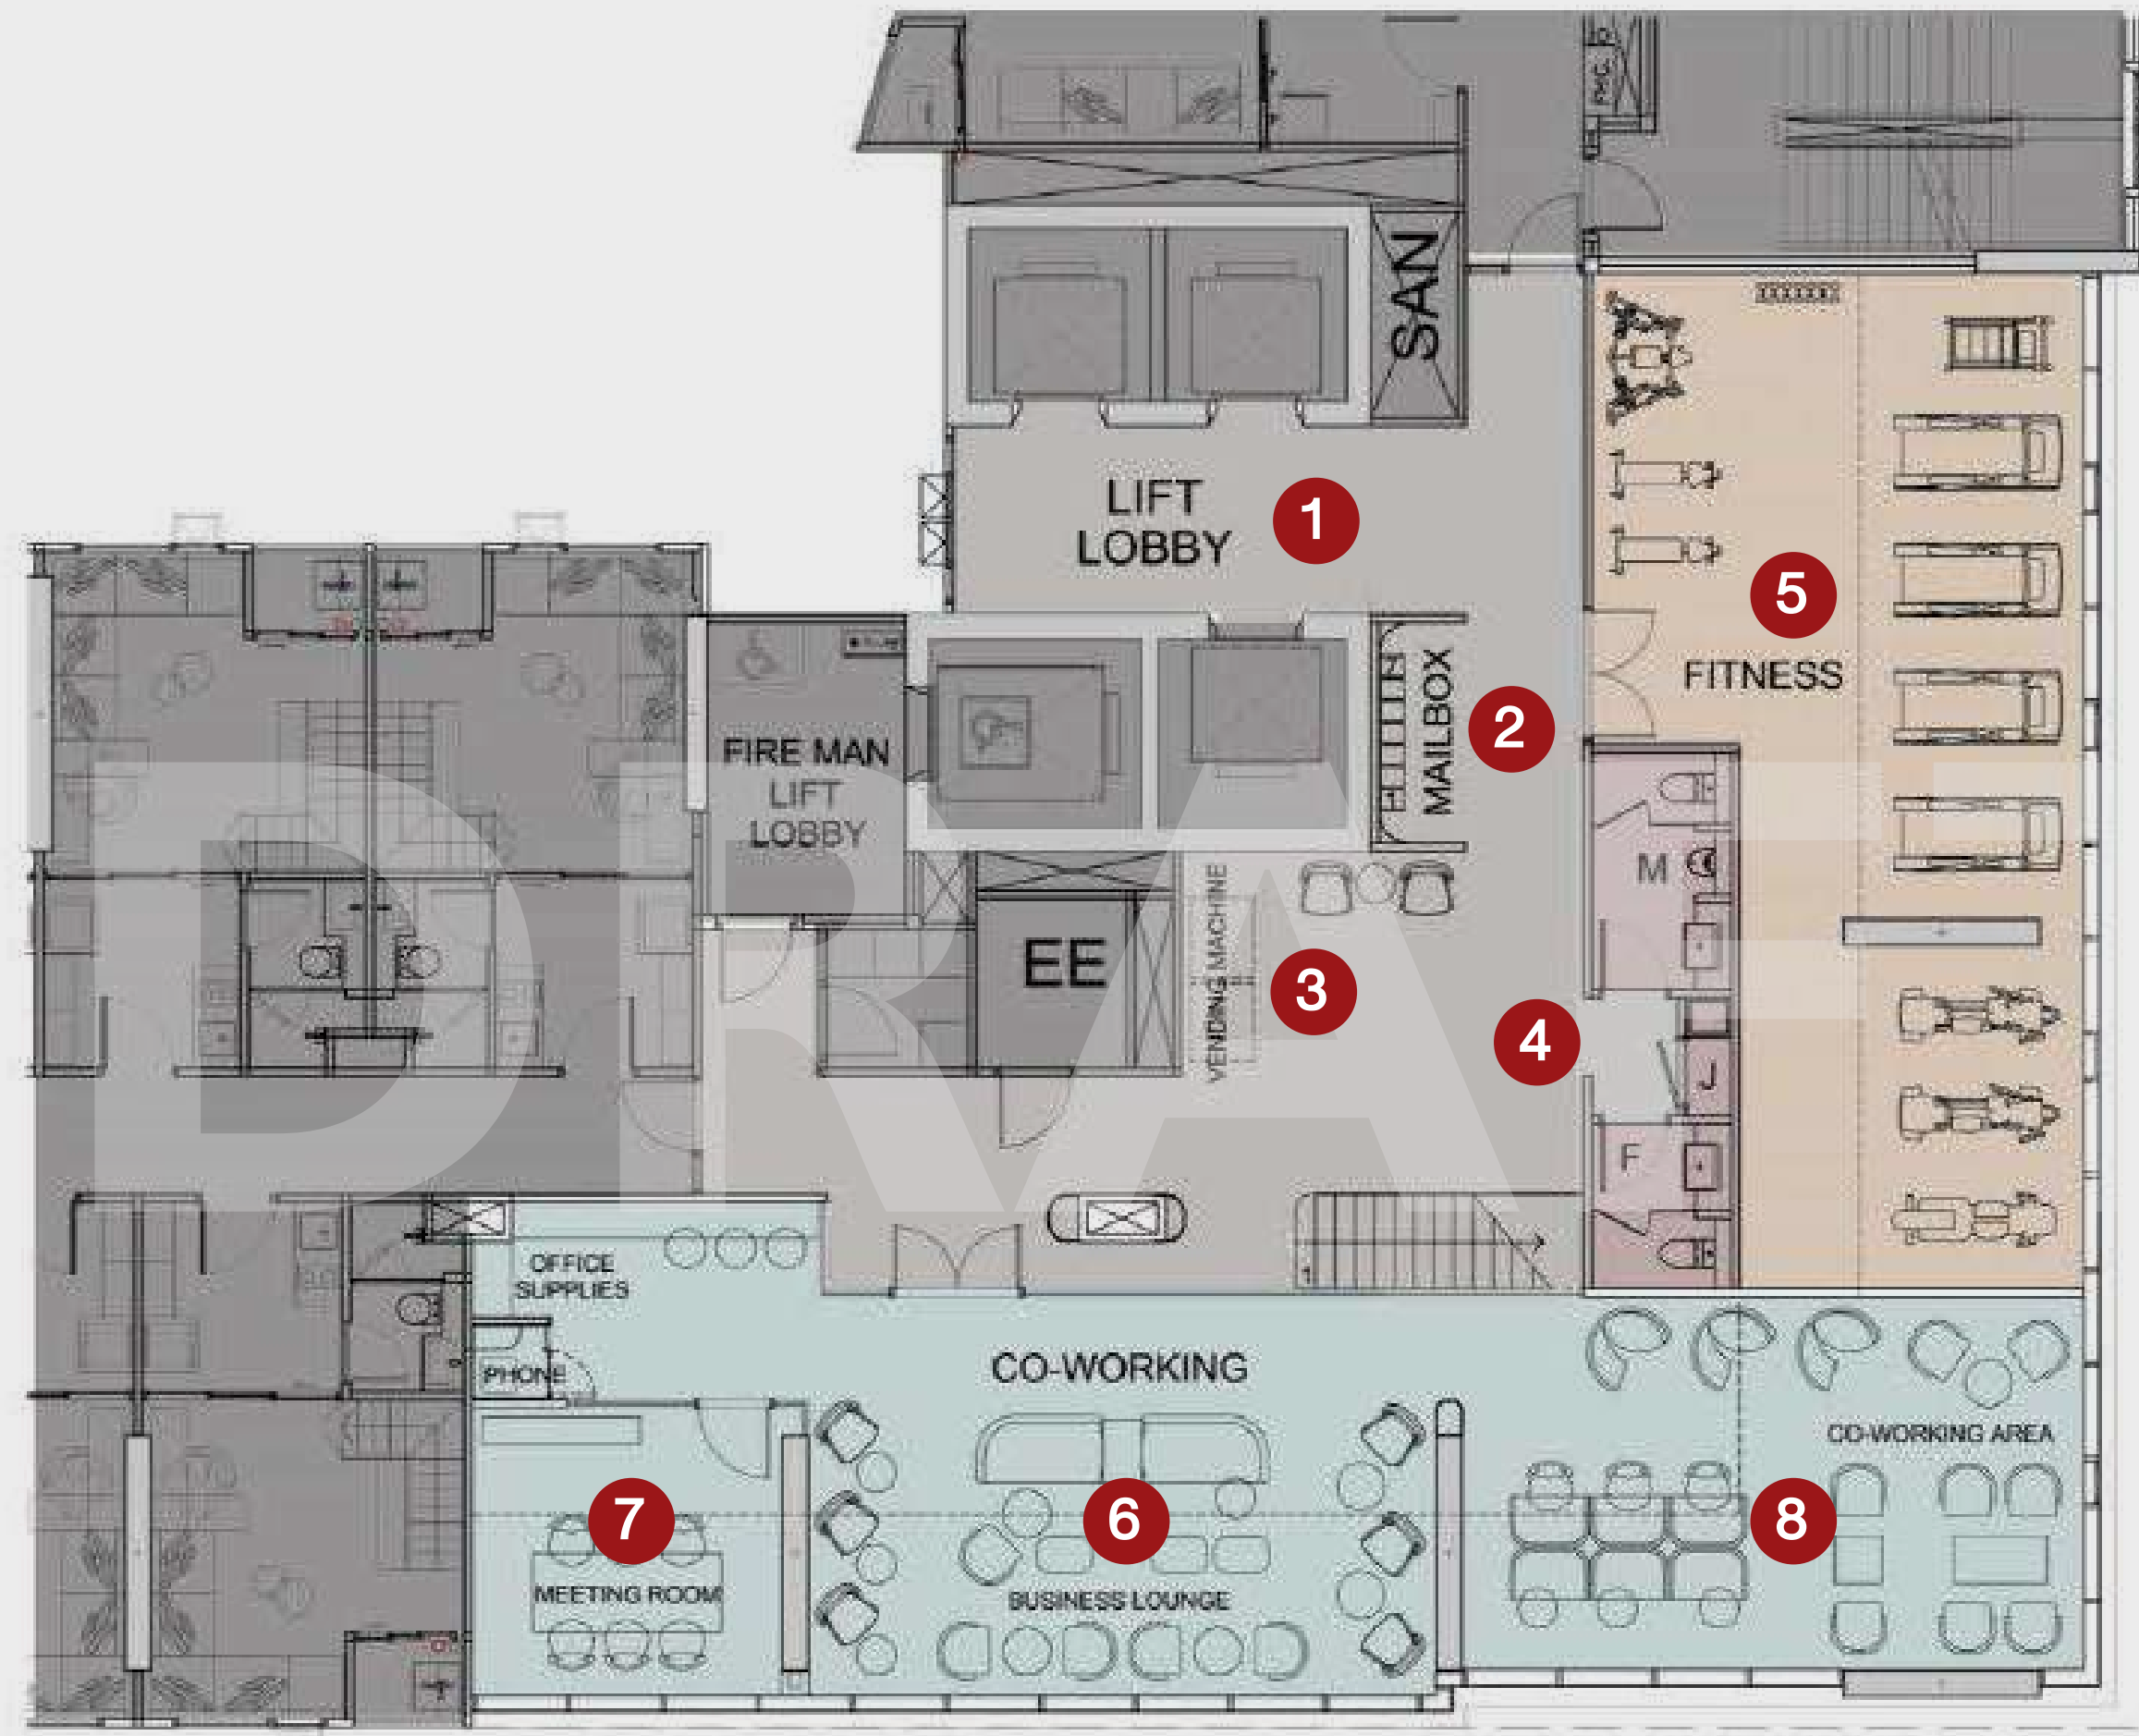 SAN
LIFT
LOBBY
1
5
FITNESS
MAILBOX
2
FIRE MAN
LIFT
LOBBY
M
VENDING MACHINE
EE
3
4
J
F
DRAFT
OFFICE
SUPPLIES
PHONE
CO-WORKING
CO-WORKING AREA
7
6
8
MEETING ROOM
BUSINESS LOUNGE